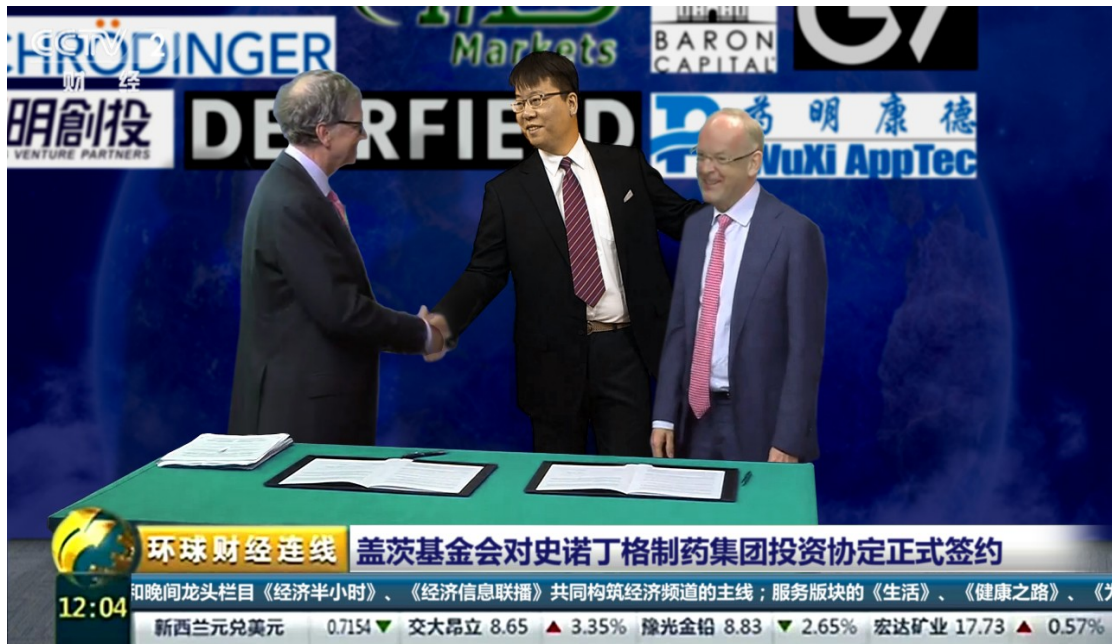 CCTV 2
财 经
CHRÖDINGER
Markets
BARON
CAPITAL
G7
明創投
VENTURE PARTNERS
DEERFIELD
药明康德
WuXi AppTec
环球财经连线
盖茨基金会对史诺丁格制药集团投资协定正式签约
和晚间龙头栏目《经济半小时》、《经济信息联播》共同构筑经济频道的主线；服务版块的《生活》、《健康之路》、《
12:04
新西兰元兑美元 0.7154 ▼ 交大昂立 8.65 ▲ 3.35% 豫光金铅 8.83 ▼ 2.65% 宏达矿业 17.73 ▲ 0.57%